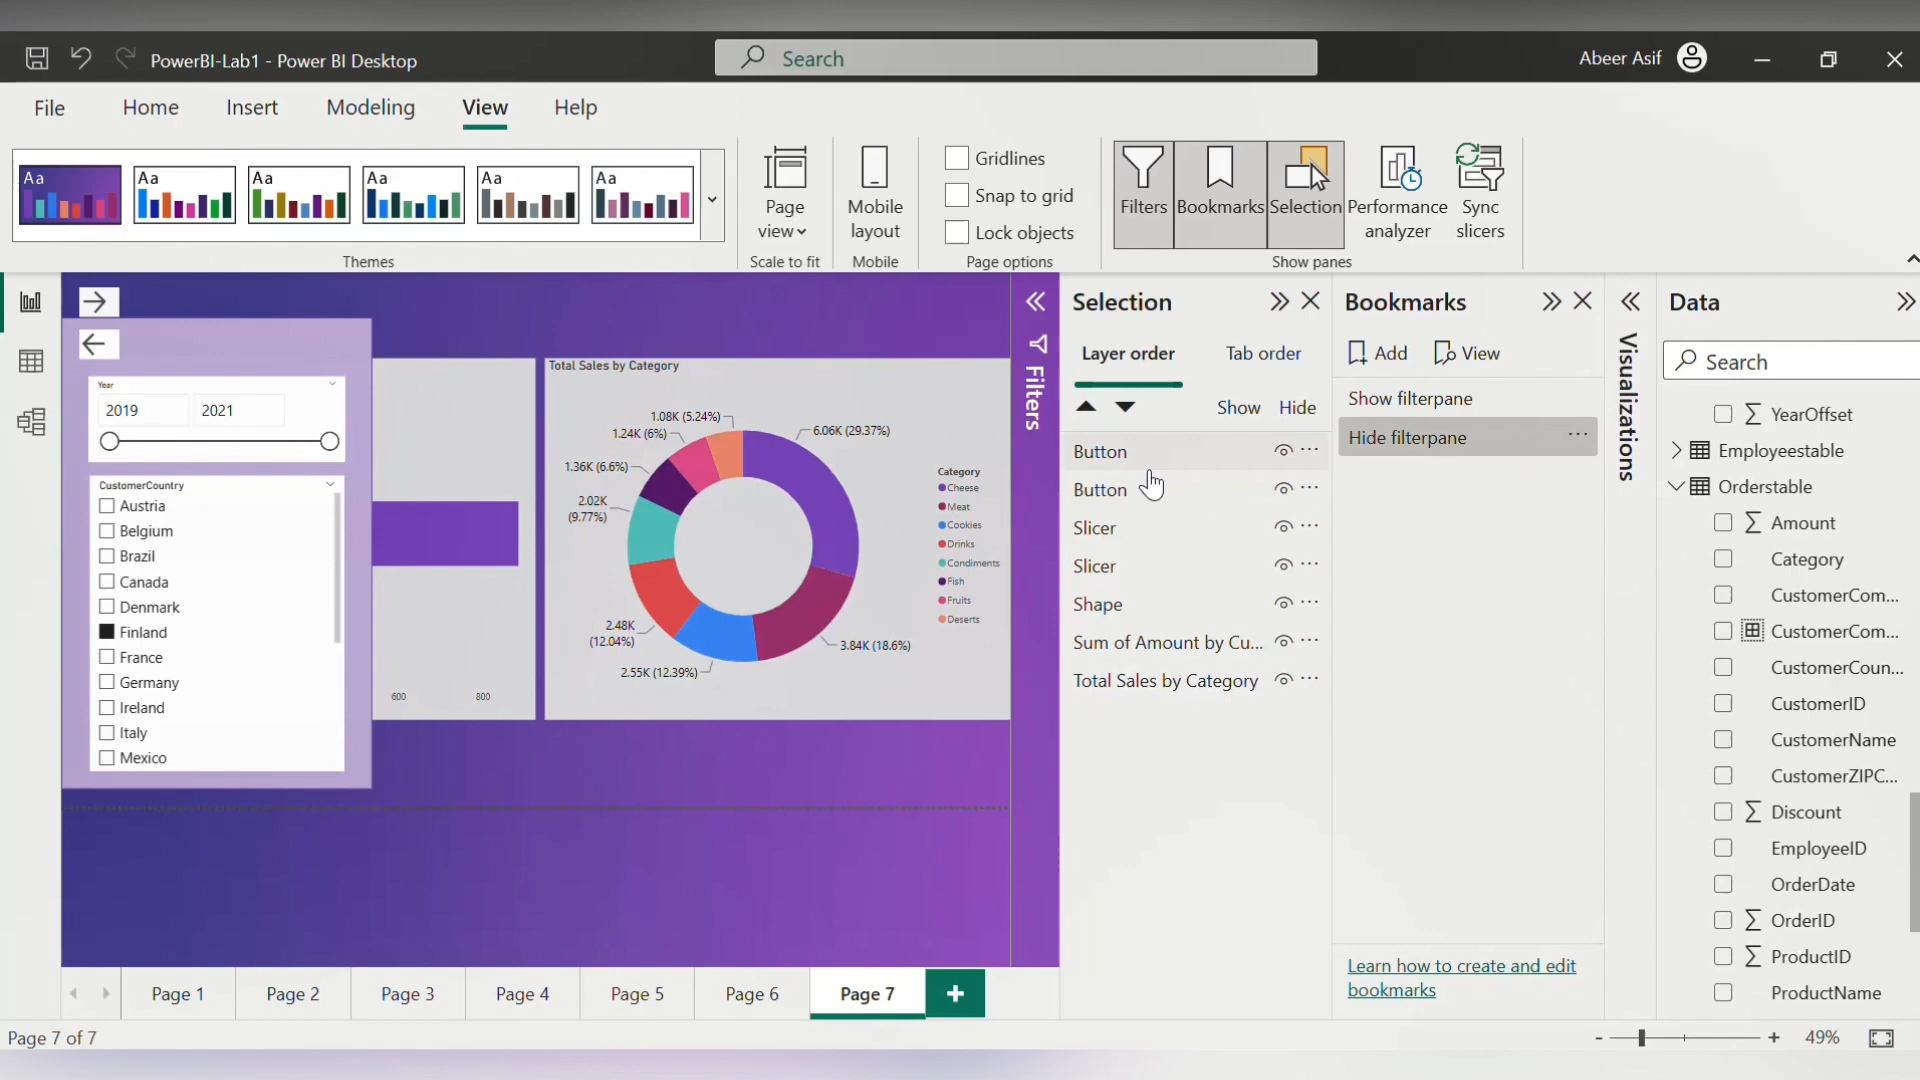 PowerBI-Lab1 - Power BI Desktop
Search
Abeer Asif
File
Home
Insert
Modeling
View
Help
Aa
Aa
Aa
Aa
Aa
Aa
Themes
Page
view
Scale to fit
Mobile
layout
Mobile
Gridlines
Snap to grid
Lock objects
Page options
Filters
Bookmarks
Selection
Performance
analyzer
Sync
slicers
Show panes
Year
2019
2021
CustomerCountry
Austria
Belgium
Brazil
Canada
Denmark
Finland
France
Germany
Ireland
Italy
Mexico
600
800
Total Sales by Category
1.08K (5.24%)
1.24K (6%)
1.36K (6.6%)
2.02K
(9.77%)
2.48K
(12.04%)
2.55K (12.39%)
3.84K (18.6%)
6.06K (29.37%)
Category
Cheese
Meat
Cookies
Drinks
Condiments
Fish
Fruits
Deserts
Filters
Selection
Layer order
Tab order
Show
Hide
Button
Button
Slicer
Slicer
Shape
Sum of Amount by Cu...
Total Sales by Category
Bookmarks
Add
View
Show filterpane
Hide filterpane
Learn how to create and edit
bookmarks
Visualizations
Data
Search
YearOffset
Employeestable
Orderstable
Amount
Category
CustomerCom...
CustomerCom...
CustomerCoun...
CustomerID
CustomerName
CustomerZIPC...
Discount
EmployeeID
OrderDate
OrderID
ProductID
ProductName
Page 1
Page 2
Page 3
Page 4
Page 5
Page 6
Page 7
Page 7 of 7
49%